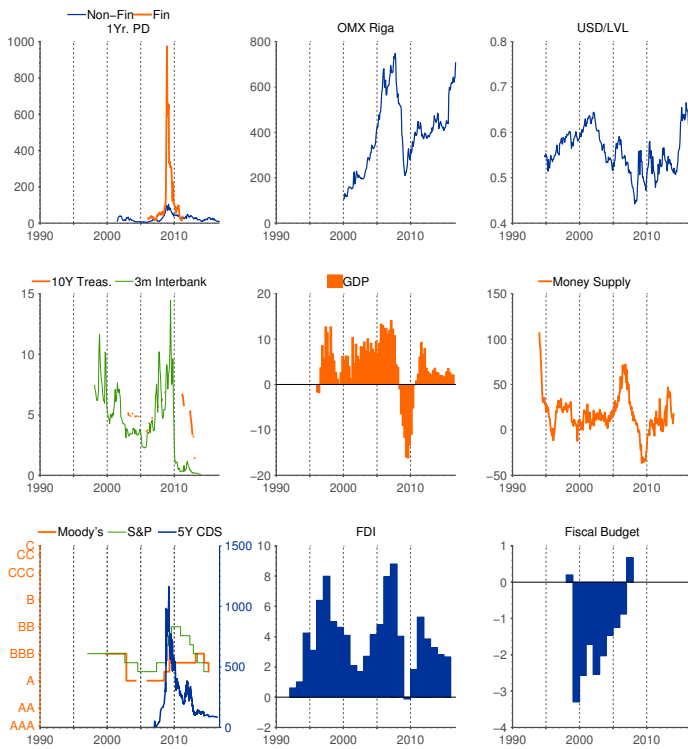 Non-Fin Fin
1Yr. PD
1000
800
600
400
200
0
1990 2000 2010
OMX Riga
800
600
400
200
0
1990 2000 2010
USD/LVL
0.8
0.7
0.6
0.5
0.4
1990 2000 2010
10Y Treas. 3m Interbank
15
10
5
0
1990 2000 2010
GDP
20
10
0
−10
−20
1990 2000 2010
Money Supply
150
100
50
0
−50
1990 2000 2010
Moody's S&P 5Y CDS
C
CC
CCC
B
BB
BBB
A
AA
AAA
1500
1000
500
0
1990 2000 2010
FDI
10
8
6
4
2
0
−2
1990 2000 2010
Fiscal Budget
1
0
−1
−2
−3
−4
1990 2000 2010